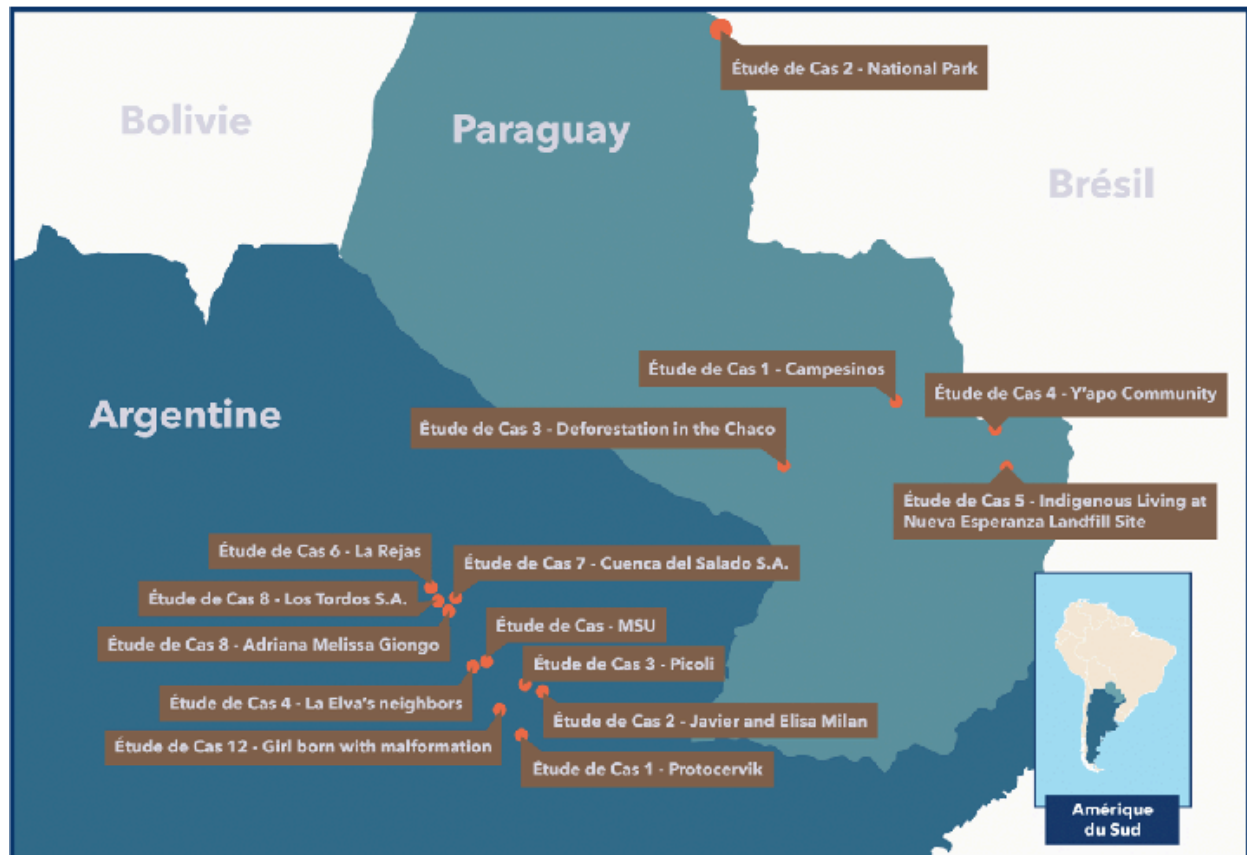 Étude de Cas 2 - National Park
Bolivie
Paraguay
Brésil
Étude de Cas 1 - Campesinos
Étude de Cas 4 - Y'apo Community
Argentine
Étude de Cas 3 - Deforestation in the Chaco
Étude de Cas 5 - Indigenous Living at
Nueva Esperanza Landfill Site
Étude de Cas 6 - La Rejas
Étude de Cas 7 - Cuenca del Salado S.A.
Étude de Cas 8 - Los Tordos S.A.
Étude de Cas - MSU
Étude de Cas 8 - Adriana Melissa Giongo
Étude de Cas 3 - Picoli
Étude de Cas 4 - La Elva's neighbors
Étude de Cas 2 - Javier and Elisa Milan
Étude de Cas 12 - Girl born with malformation
Étude de Cas 1 - Protocervik
Amérique
du Sud